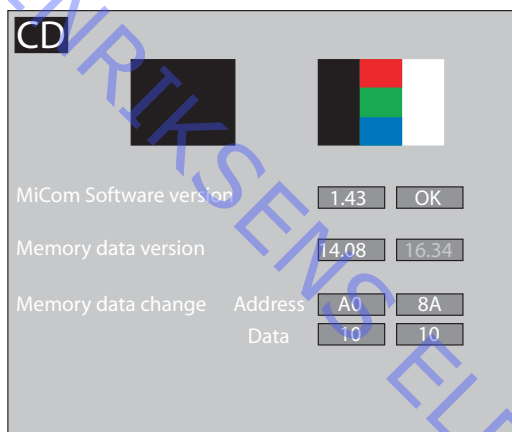 CD
MiCom Software version 1.43 OK
Memory data version 14.08 16.34
Memory data change Address A0 8A
Data 10 10